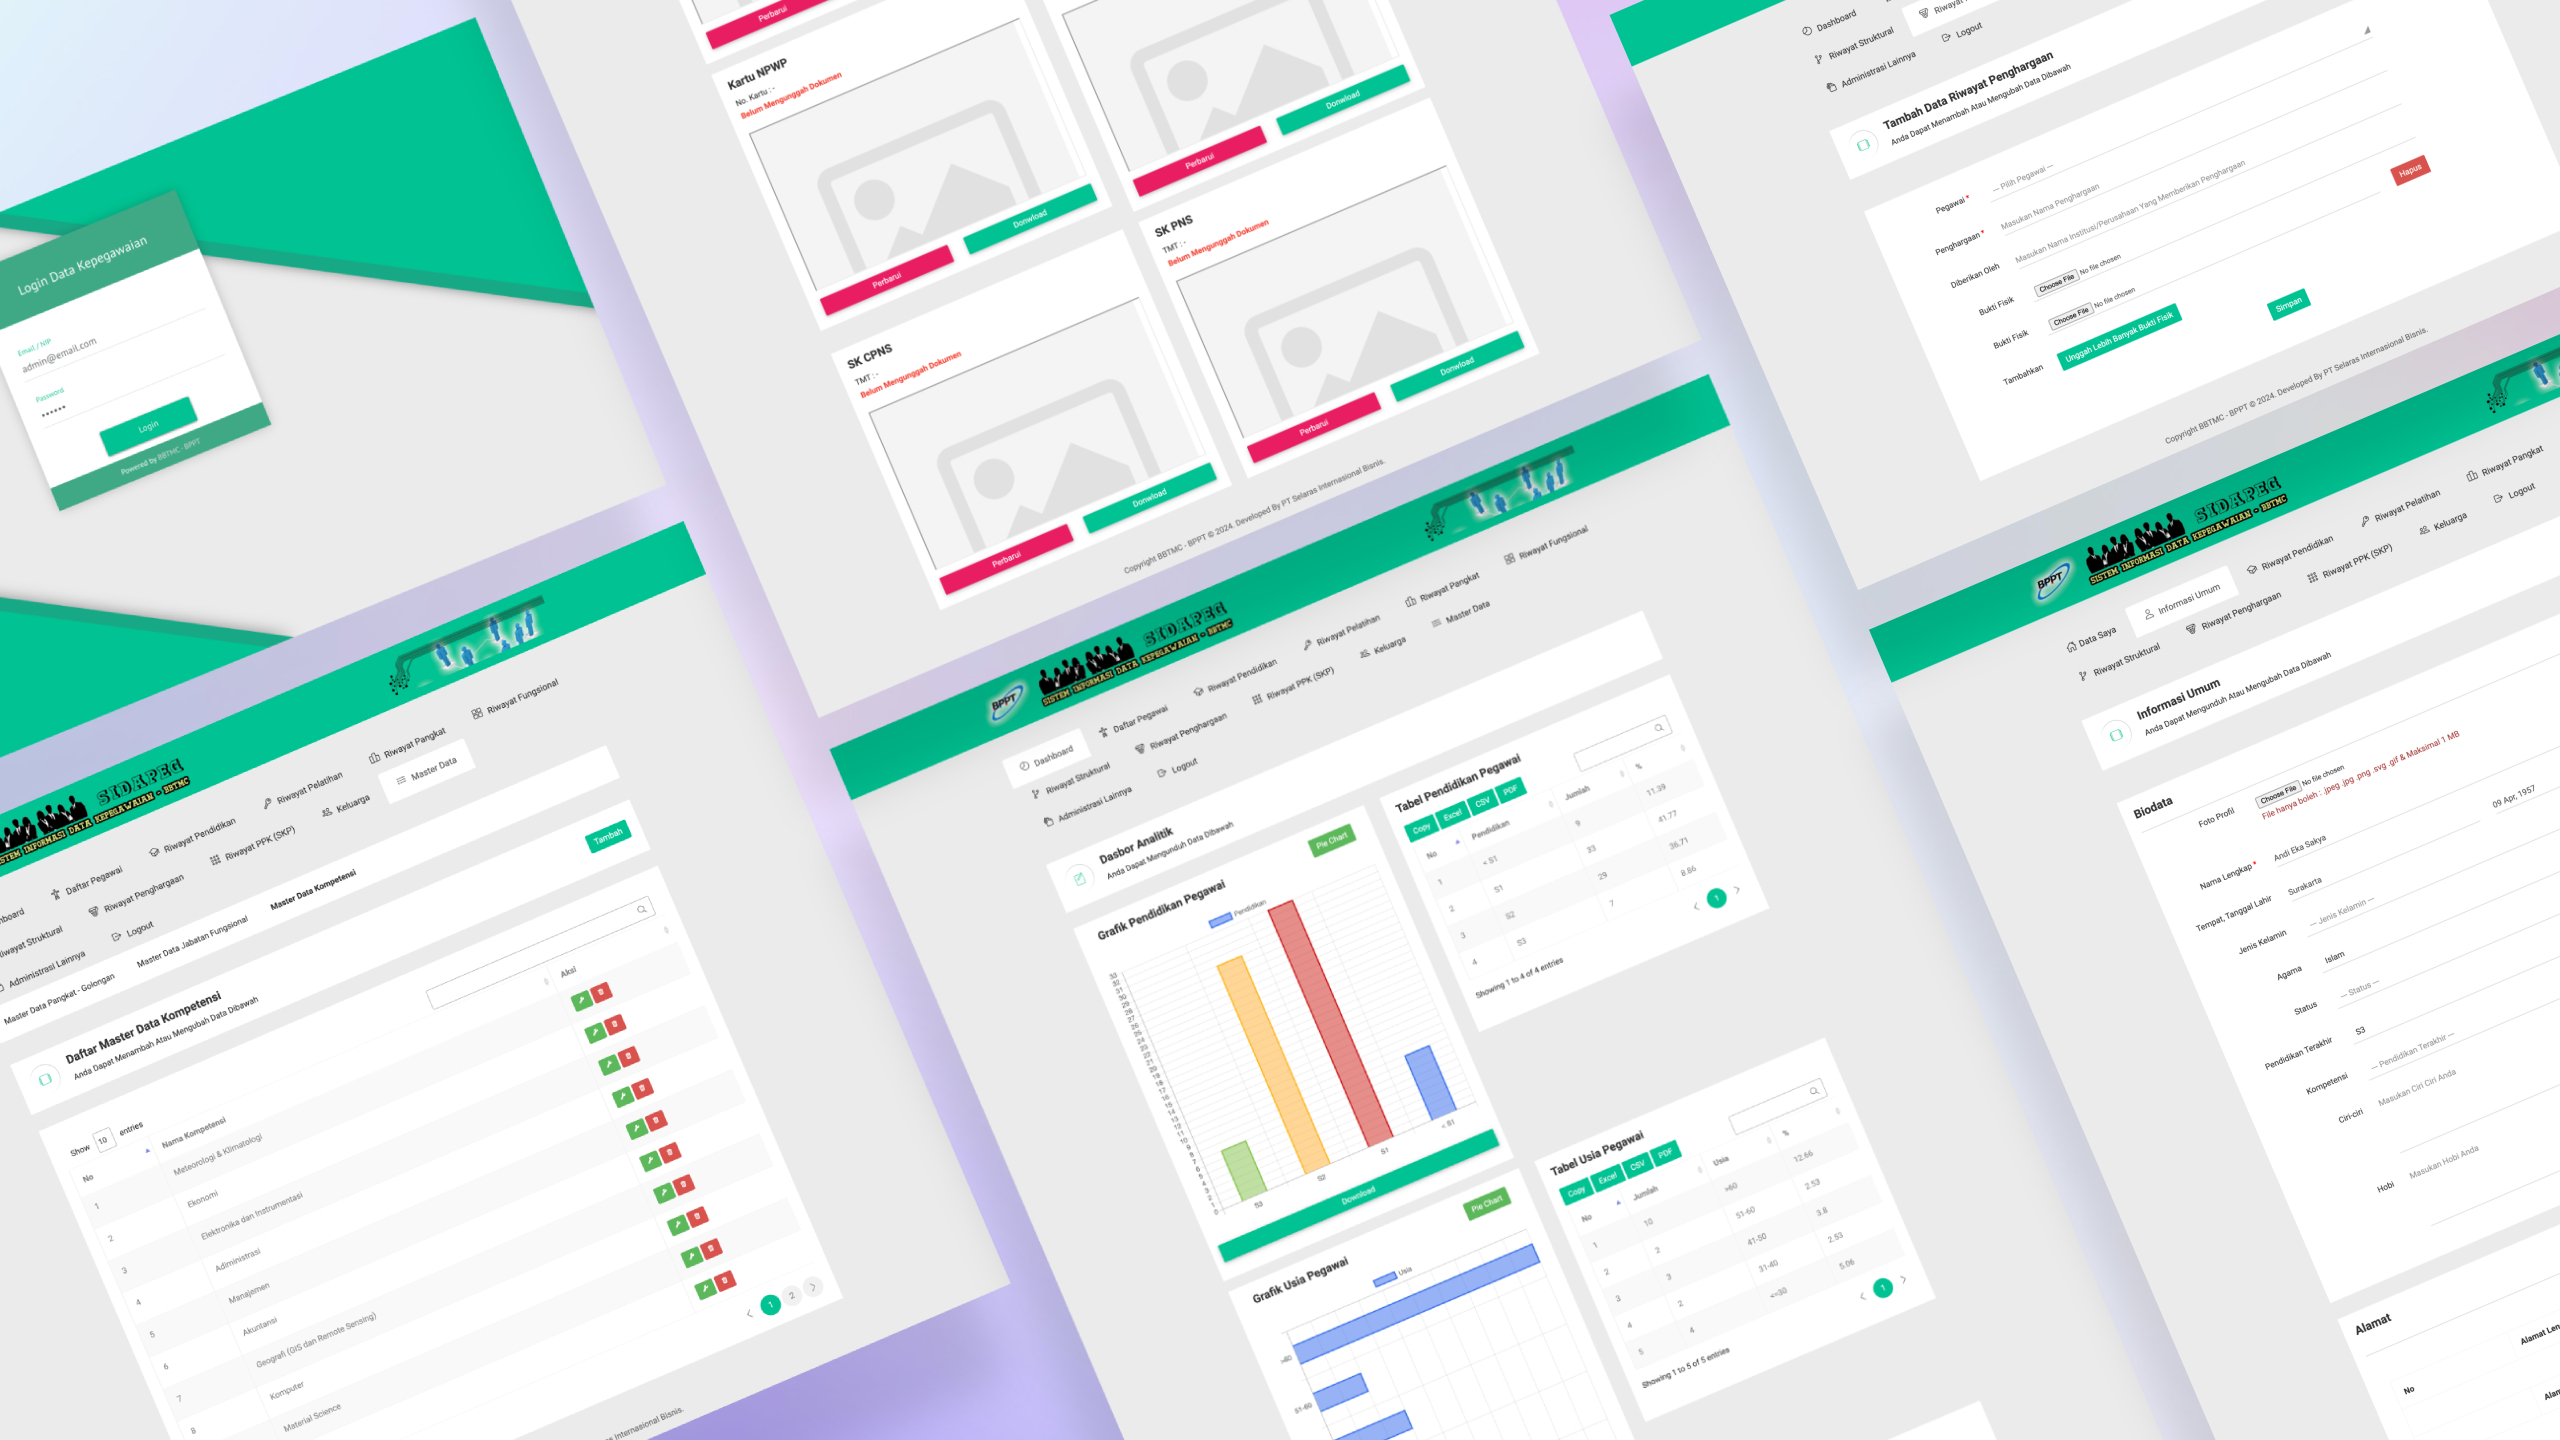 Login Data Kepegawaian
Email / NIP
admin@email.com
Password
••••••
Login
Powered by BBTMC - BPPT
SIDAPEG
SISTEM INFORMASI DATA KEPEGAWAIAN - BBTMC
Daftar Pegawai
Riwayat Pendidikan
Riwayat Pelatihan
Riwayat Pangkat
Riwayat Fungsional
Riwayat Struktural
Riwayat Penghargaan
Riwayat PPK (SKP)
Keluarga
Master Data
Administrasi Lainnya
Logout
Master Data Pangkat - Golongan
Master Data Jabatan Fungsional
Master Data Kompetensi
Daftar Master Data Kompetensi
Anda Dapat Menambah Atau Mengubah Data Dibawah
Tambah
Show 10 entries
No
Nama Kompetensi
Aksi
1 Meteorologi & Klimatologi
2 Ekonomi
3 Elektronika dan Instrumentasi
4 Adiministrasi
5 Manajemen
6 Akuntansi
7 Geografi (GIS dan Remote Sensing)
8 Komputer
Material Science
1 2
Internasional Bisnis.
Perbarui
Kartu NPWP
No. Kartu : -
Belum Mengunggah Dokumen
Perbarui
Donwload
Perbarui
Donwload
SK CPNS
TMT : -
Belum Mengunggah Dokumen
Perbarui
Donwload
SK PNS
TMT : -
Belum Mengunggah Dokumen
Perbarui
Donwload
Copyright BBTMC - BPPT © 2024. Developed By PT Selaras Internasional Bisnis.
BPPT
SIDAPEG
SISTEM INFORMASI DATA KEPEGAWAIAN - BBTMC
Dashboard
Daftar Pegawai
Riwayat Pendidikan
Riwayat Pelatihan
Riwayat Pangkat
Riwayat Fungsional
Riwayat Struktural
Riwayat Penghargaan
Riwayat PPK (SKP)
Keluarga
Master Data
Administrasi Lainnya
Logout
Dasbor Analitik
Anda Dapat Mengunduh Data Dibawah
Grafik Pendidikan Pegawai
Pie Chart
Pendidikan
S3 S2 S1 < S1
Download
Tabel Pendidikan Pegawai
Copy Excel CSV PDF
No Pendidikan Jumlah %
1 < S1 9 11.39
2 S1 33 41.77
3 S2 29 36.71
4 S3 7 8.86
Showing 1 to 4 of 4 entries
1
Grafik Usia Pegawai
Pie Chart
Usia
>60
51-60
Tabel Usia Pegawai
Copy Excel CSV PDF
No Jumlah Usia %
1 10 >60 12.66
2 2 51-60 2.53
3 3 41-50 3.8
4 2 31-40 2.53
5 4 <=30 5.06
Showing 1 to 5 of 5 entries
1
Dashboard
Riwayat Struktural
Logout
Administrasi Lainnya
Tambah Data Riwayat Penghargaan
Anda Dapat Menambah Atau Mengubah Data Dibawah
Pegawai *
--- Pilih Pegawai ---
Penghargaan *
Masukan Nama Penghargaan
Diberikan Oleh
Masukan Nama Institusi/Perusahaan Yang Memberikan Penghargaan
Bukti Fisik
Choose File No file chosen
Hapus
Bukti Fisik
Choose File No file chosen
Tambahkan
Unggah Lebih Banyak Bukti Fisik
Simpan
Copyright BBTMC - BPPT © 2024. Developed By PT Selaras Internasional Bisnis.
BPPT
SIDAPEG
SISTEM INFORMASI DATA KEPEGAWAIAN - BBTMC
Data Saya
Informasi Umum
Riwayat Pendidikan
Riwayat Pelatihan
Riwayat Pangkat
Riwayat Struktural
Riwayat Penghargaan
Riwayat PPK (SKP)
Keluarga
Logout
Informasi Umum
Anda Dapat Mengunduh Atau Mengubah Data Dibawah
Biodata
Foto Profil
Choose File No file chosen
File hanya boleh : .jpeg .jpg .png .svg .gif & Maksimal 1 MB
Nama Lengkap *
Andi Eka Sakya
Tempat, Tanggal Lahir
Surakarta
09 Apr, 1957
Jenis Kelamin
--- Jenis Kelamin ---
Agama
Islam
Status
--- Status ---
Pendidikan Terakhir
S3
Kompetensi
--- Pendidikan Terakhir ---
Ciri-ciri
Masukan Ciri Ciri Anda
Hobi
Masukan Hobi Anda
Alamat
No